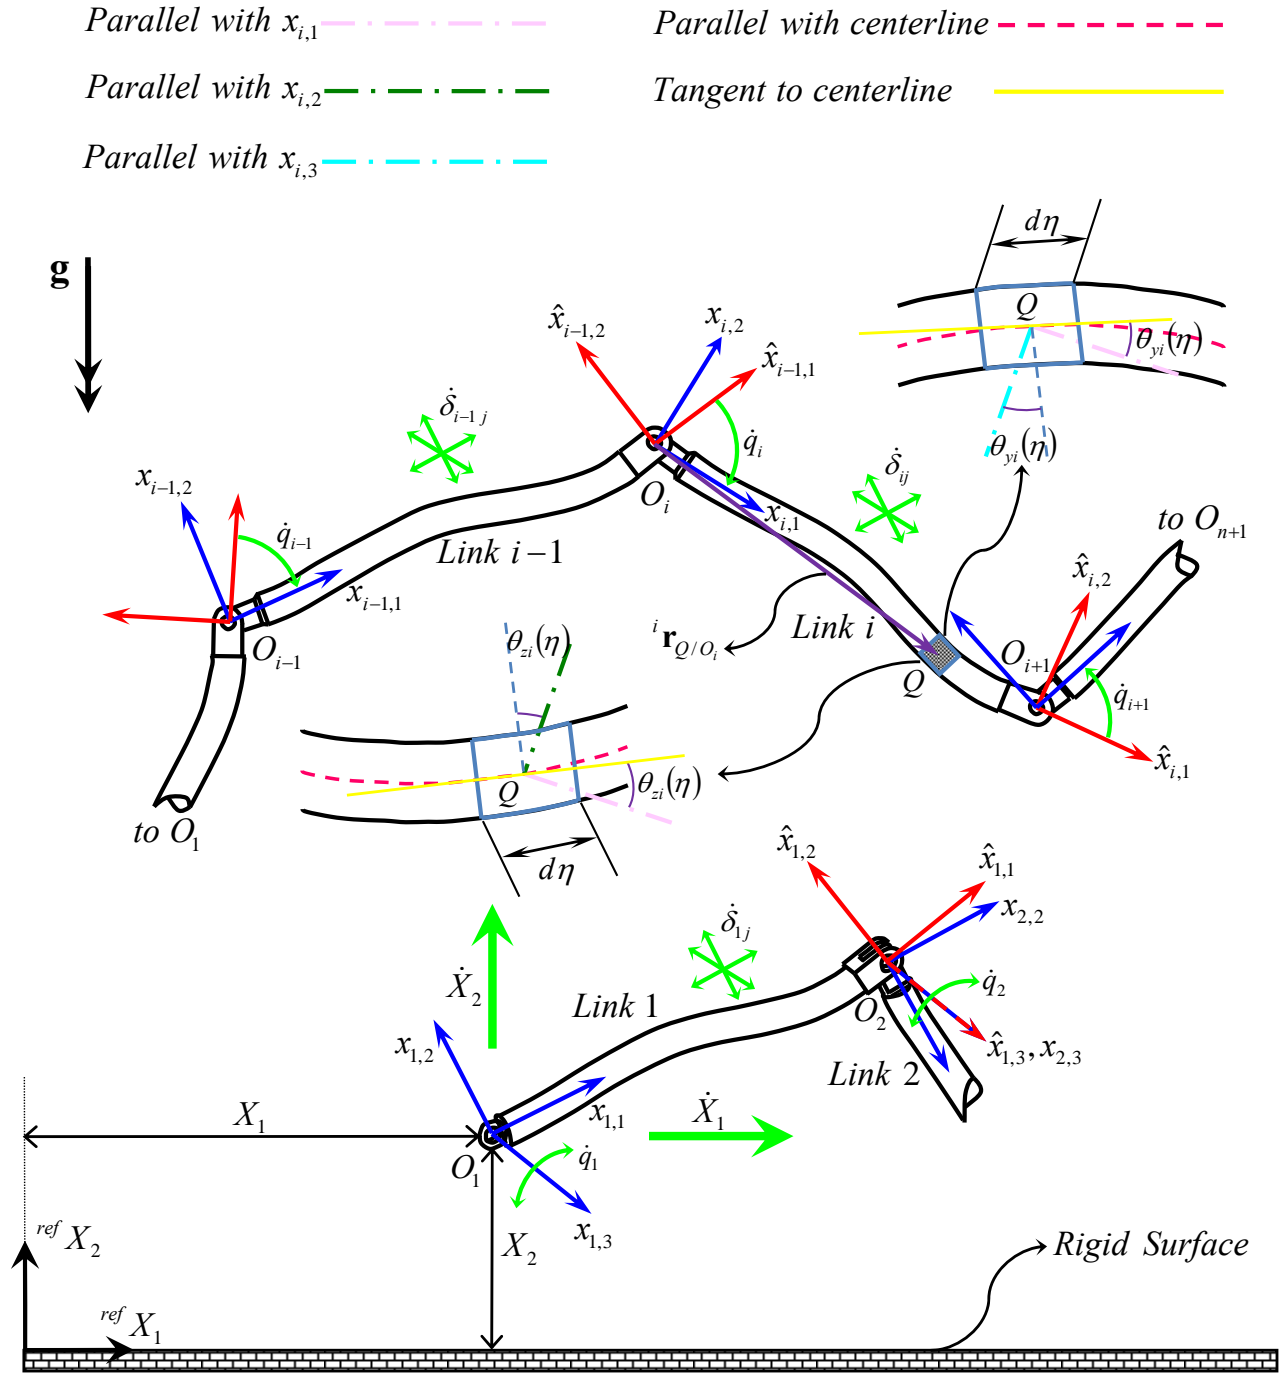 Parallel with x_{i,1}
Parallel with centerline
Parallel with x_{i,2}
Tangent to centerline
Parallel with x_{i,3}
dη
g
Q
θ_{yi}(η)
θ_{yi}(η)
x̂_{i−1,2}
x_{i,2}
x̂_{i−1,1}
δ̇_{i−1 j}
q̇_i
O_i
x_{i,1}
δ̇_{ij}
x_{i−1,2}
q̇_{i−1}
Link i−1
x_{i−1,1}
O_{i−1}
to O_{n+1}
x̂_{i,2}
Link i
^i r_{Q/O_i}
Q
O_{i+1}
q̇_{i+1}
x̂_{i,1}
θ_{zi}(η)
θ_{zi}(η)
Q
dη
to O_1
x̂_{1,2}
x̂_{1,1}
x_{2,2}
δ̇_{1j}
Ẋ_2
Link 1
O_2
q̇_2
x̂_{1,3}, x_{2,3}
Link 2
x_{1,2}
x_{1,1}
Ẋ_1
X_1
O_1
q̇_1
x_{1,3}
X_2
^{ref} X_2
^{ref} X_1
Rigid Surface